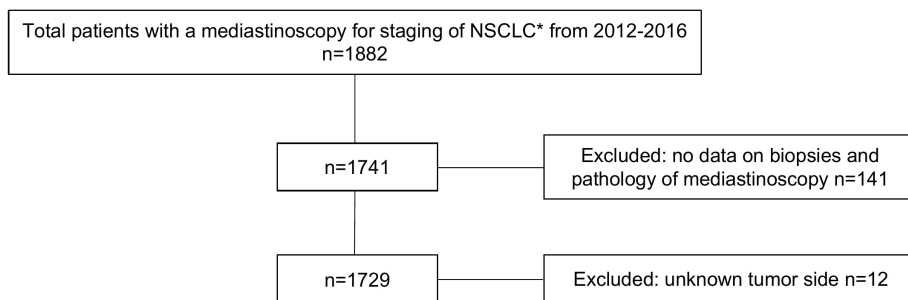 Total patients with a mediastinoscopy for staging of NSCLC* from 2012-2016
n=1882
n=1741
Excluded: no data on biopsies and
pathology of mediastinoscopy n=141
n=1729
Excluded: unknown tumor side n=12